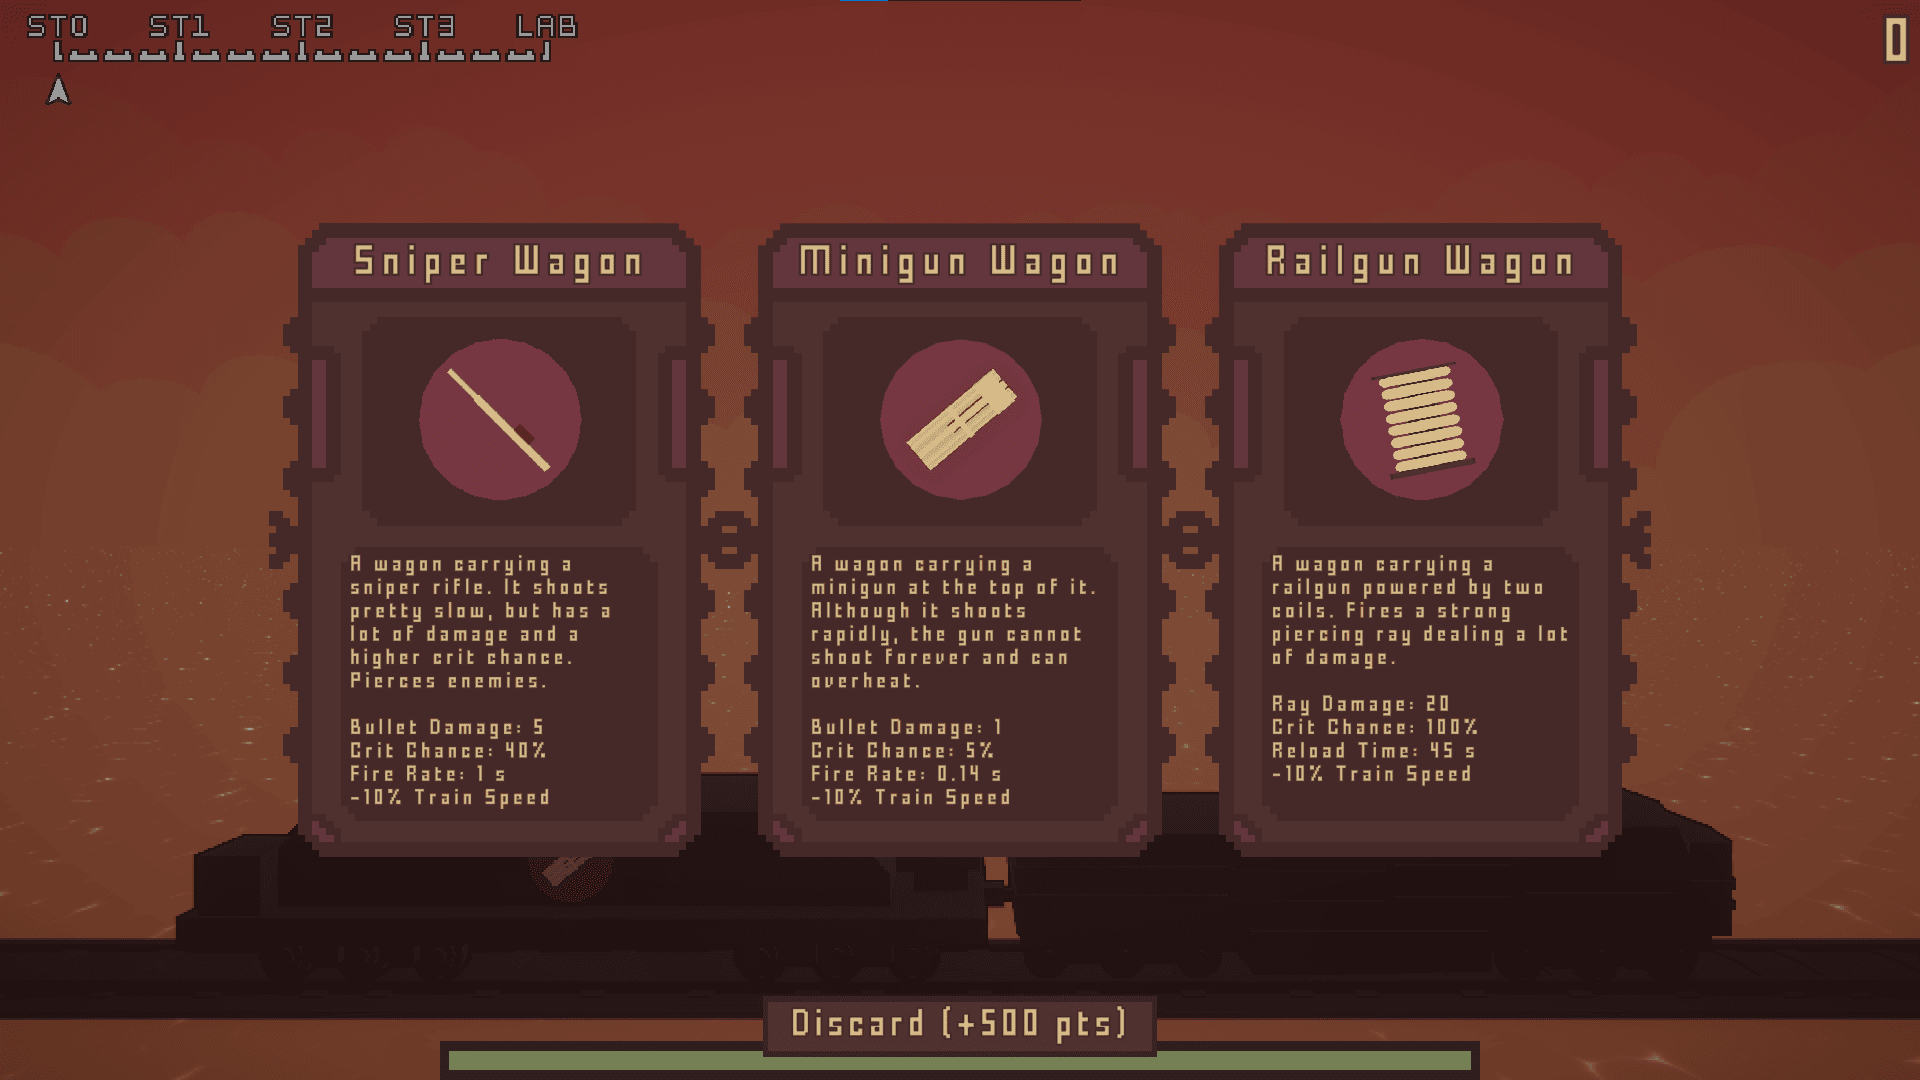 ST0 ST1 ST2 ST3 LAB
0
Sniper Wagon
A wagon carrying a
sniper rifle. It shoots
pretty slow, but has a
lot of damage and a
higher crit chance.
Pierces enemies.
Bullet Damage: 5
Crit Chance: 40%
Fire Rate: 1 s
-10% Train Speed
Minigun Wagon
A wagon carrying a
minigun at the top of it.
Although it shoots
rapidly, the gun cannot
shoot forever and can
overheat.
Bullet Damage: 1
Crit Chance: 5%
Fire Rate: 0.14 s
-10% Train Speed
Railgun Wagon
A wagon carrying a
railgun powered by two
coils. Fires a strong
piercing ray dealing a lot
of damage.
Ray Damage: 20
Crit Chance: 100%
Reload Time: 45 s
-10% Train Speed
Discard (+500 pts)